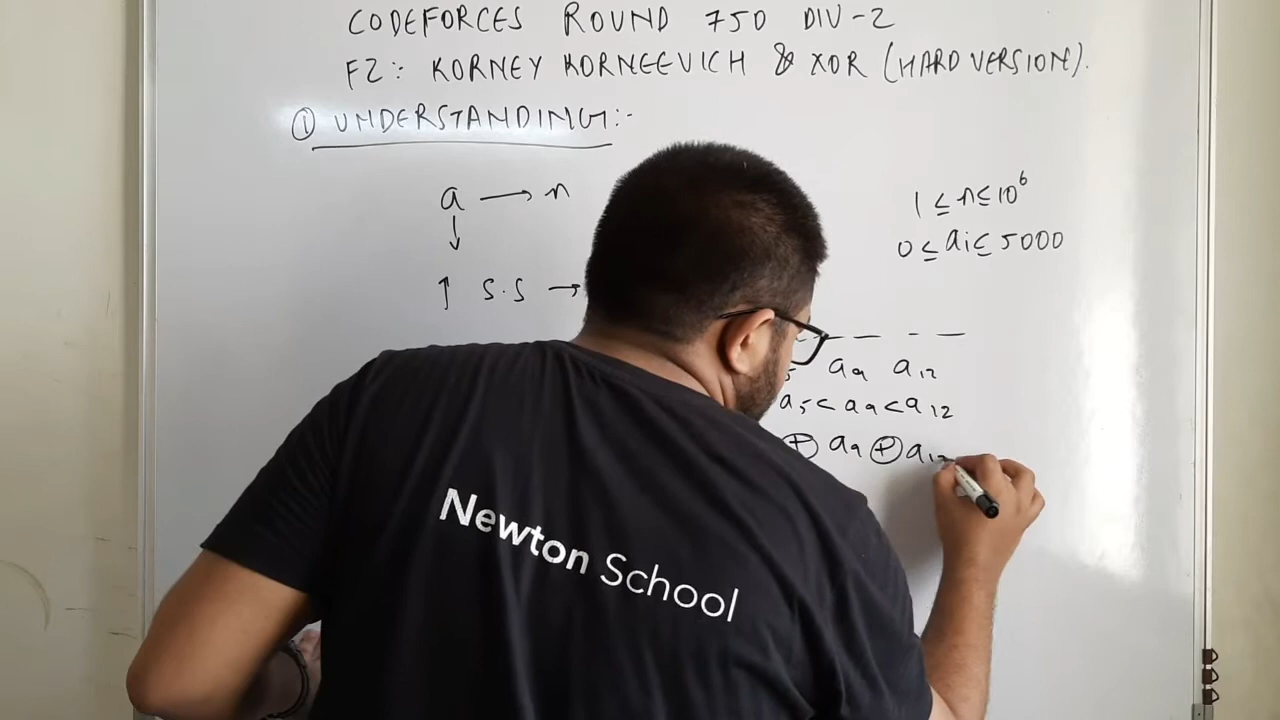 CODEFORCES ROUND 750 DIV-2
F2: KORNEY KORNEEVICH & XOR (HARD VERSION).
① UNDERSTANDING:-
a → n
1 ≤ n ≤ 10⁶
↓
0 ≤ ai ≤ 5000
↑ S.S →
a₉ a₁₂
a₅ < a₉ < a₁₂
⊕ a₉ ⊕ a₁₂
Newton School